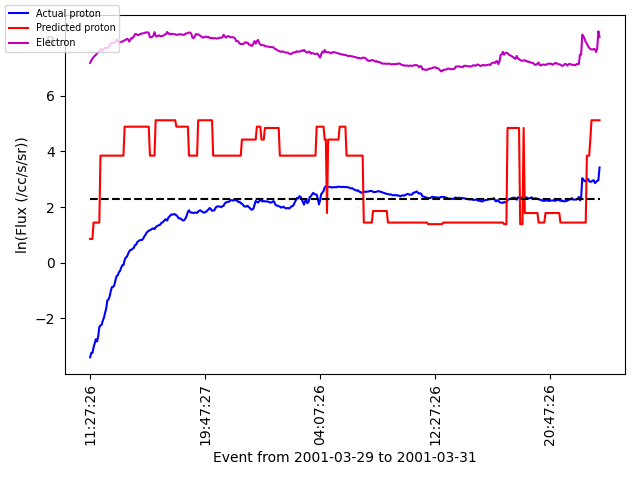 Actual proton
Predicted proton
Electron
6
4
2
0
−2
ln(Flux (/cc/s/sr))
11:27:26
19:47:27
04:07:26
12:27:26
20:47:26
Event from 2001-03-29 to 2001-03-31